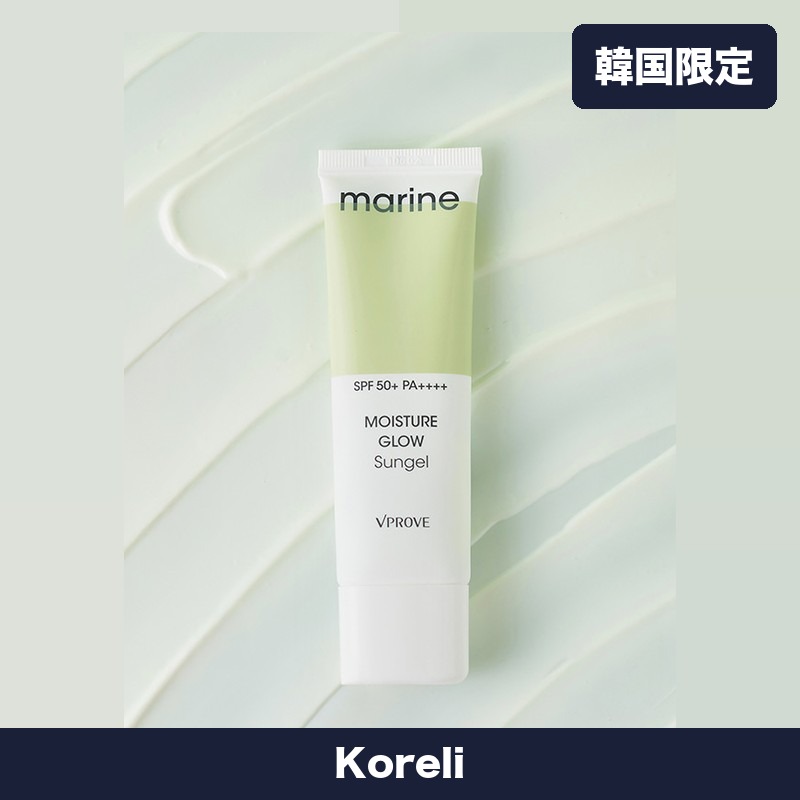 韓国限定
marine
SPF 50+ PA++++
MOISTURE
GLOW
Sungel
VPROVE
Koreli